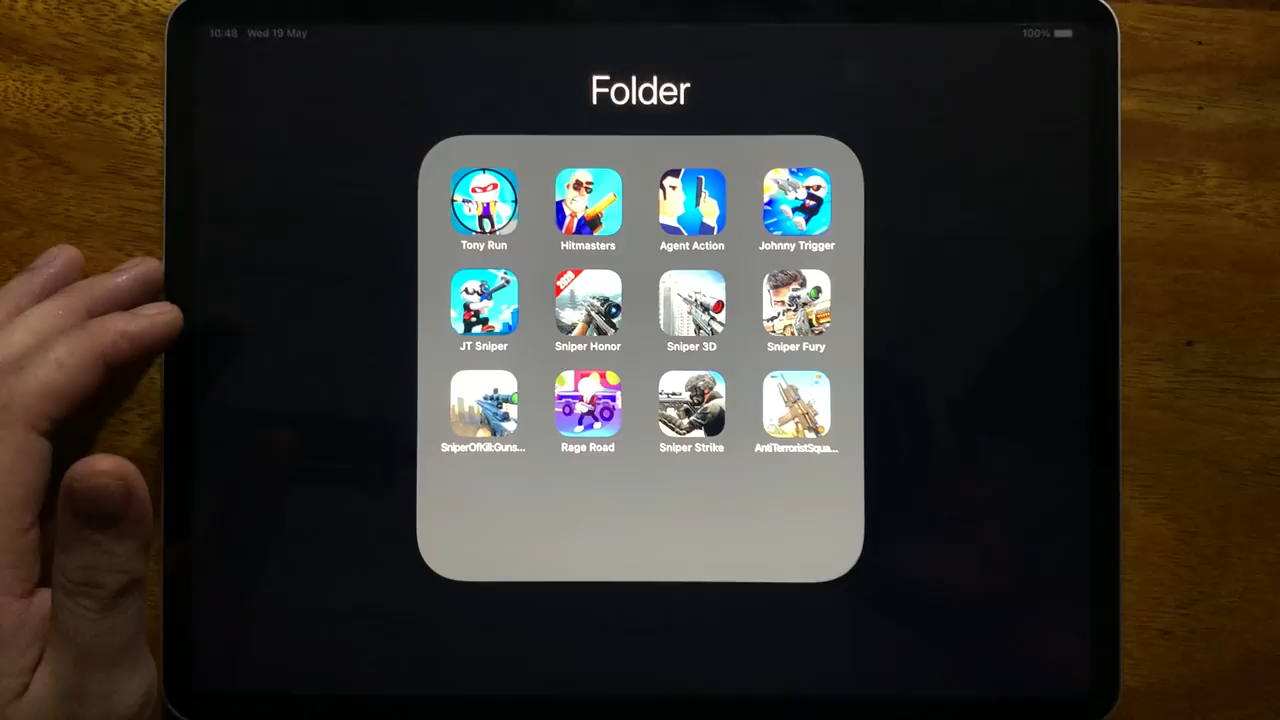 10:48 Wed 19 May
100%
Folder
Tony Run
Hitmasters
Agent Action
Johnny Trigger
JT Sniper
2020
Sniper Honor
Sniper 3D
Sniper Fury
SniperOfKill:Guns...
Rage Road
Sniper Strike
AntiTerroristSqua...